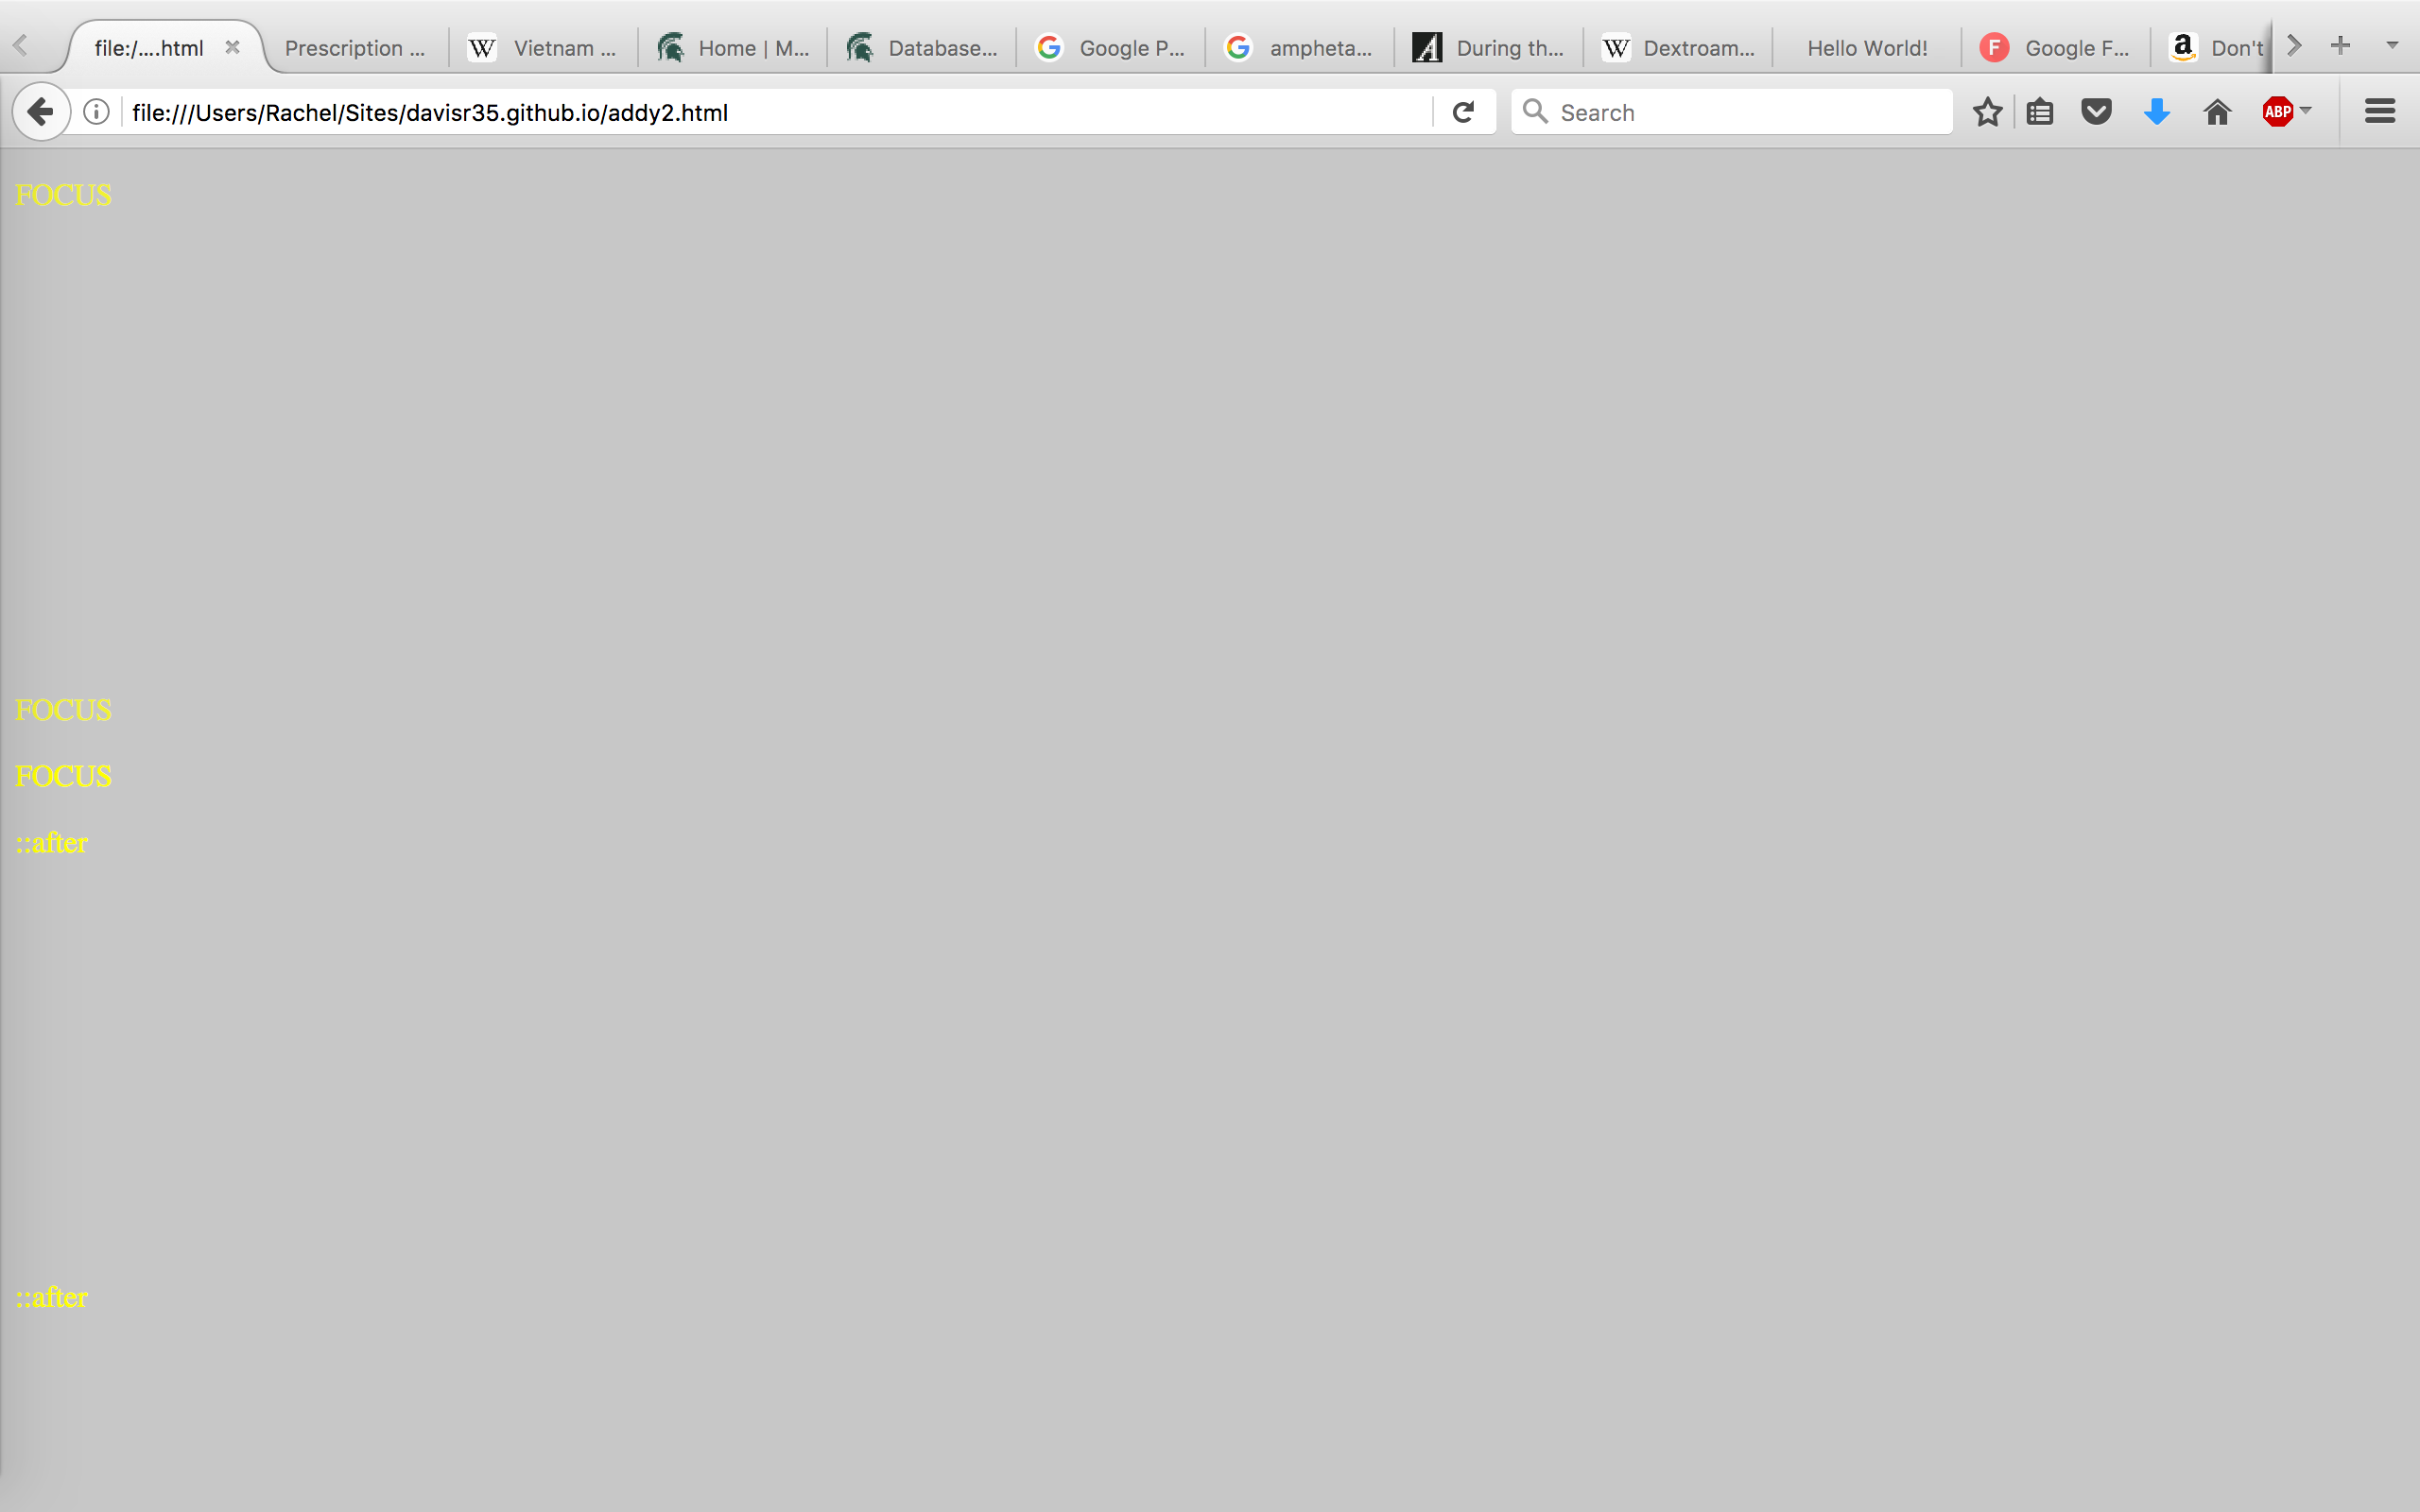 file:/....html Prescription ... W Vietnam ... Home | M... Database... G Google P... G ampheta... A During th... W Dextroam... Hello World! F Google F... a Don't
file:///Users/Rachel/Sites/davisr35.github.io/addy2.html Search ABP
FOCUS
FOCUS
FOCUS
::after
::after